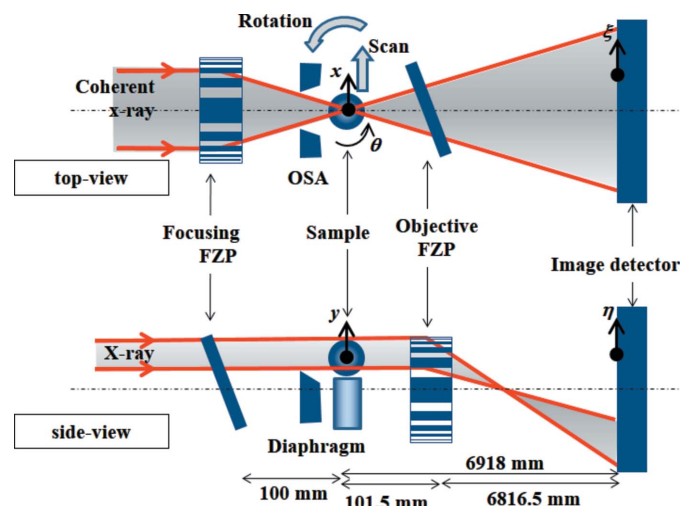 Rotation
Scan
x
ξ
Coherent
x-ray
θ
OSA
top-view
Focusing
FZP
Sample
Objective
FZP
Image detector
y
η
X-ray
Diaphragm
side-view
6918 mm
100 mm
101.5 mm
6816.5 mm